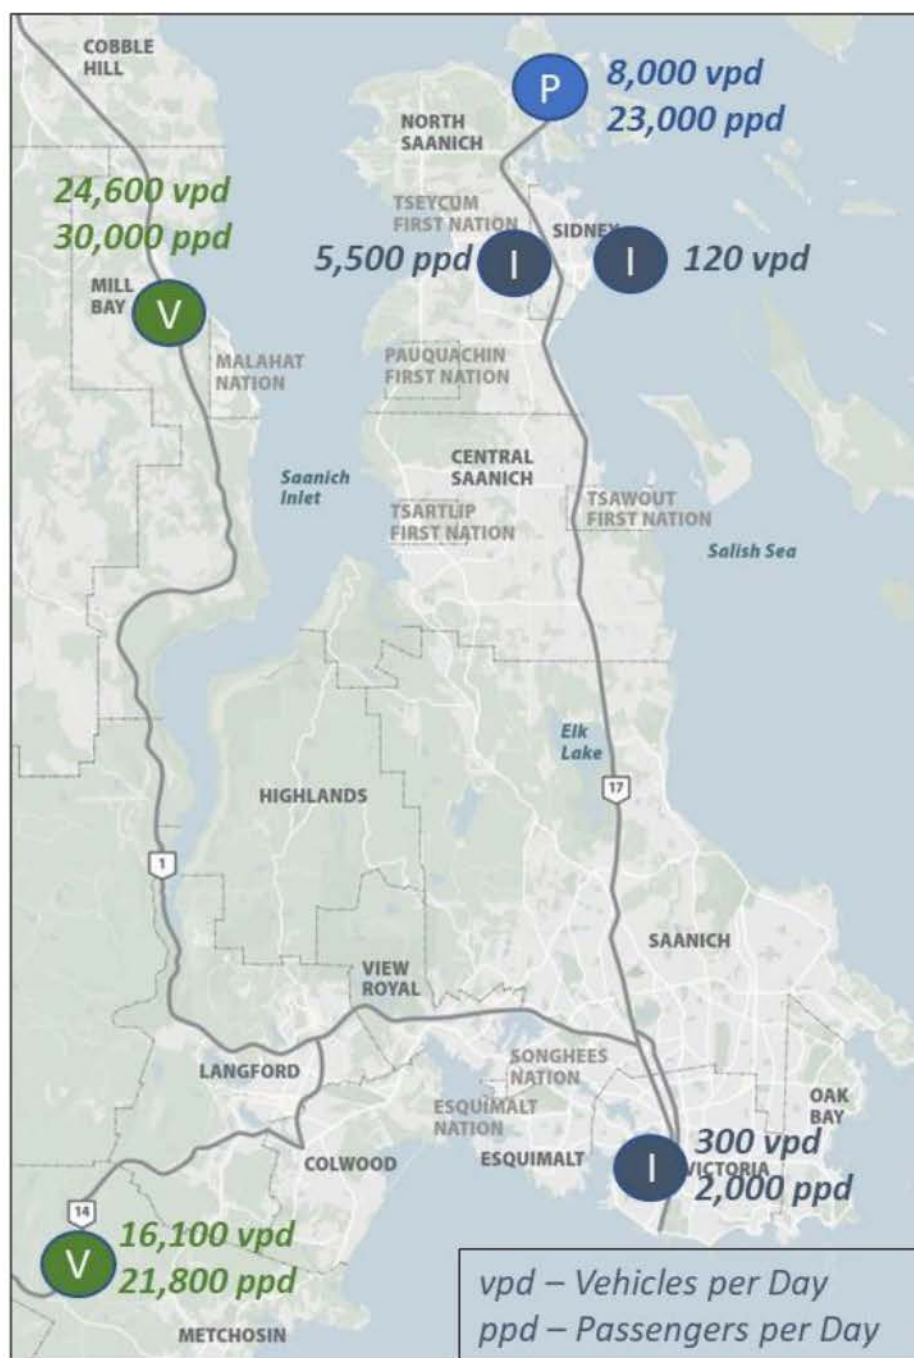 COBBLE
HILL
P
8,000 vpd
23,000 ppd
NORTH
SAANICH
24,600 vpd
30,000 ppd
TSEYCUM
FIRST NATION
SIDNEY
5,500 ppd
I
I
120 vpd
MILL
BAY
V
MALAHAT
NATION
PAUQUACHIN
FIRST NATION
CENTRAL
SAANICH
Saanich
Inlet
TSARTLIP
FIRST NATION
TSAWOUT
FIRST NATION
Salish Sea
Elk
Lake
17
HIGHLANDS
1
SAANICH
VIEW
ROYAL
LANGFORD
SONGHEES
NATION
ESQUIMALT
NATION
OAK
BAY
COLWOOD
ESQUIMALT
I
300 vpd
VICTORIA
2,000 ppd
14
V
16,100 vpd
21,800 ppd
METCHOSIN
vpd – Vehicles per Day
ppd – Passengers per Day